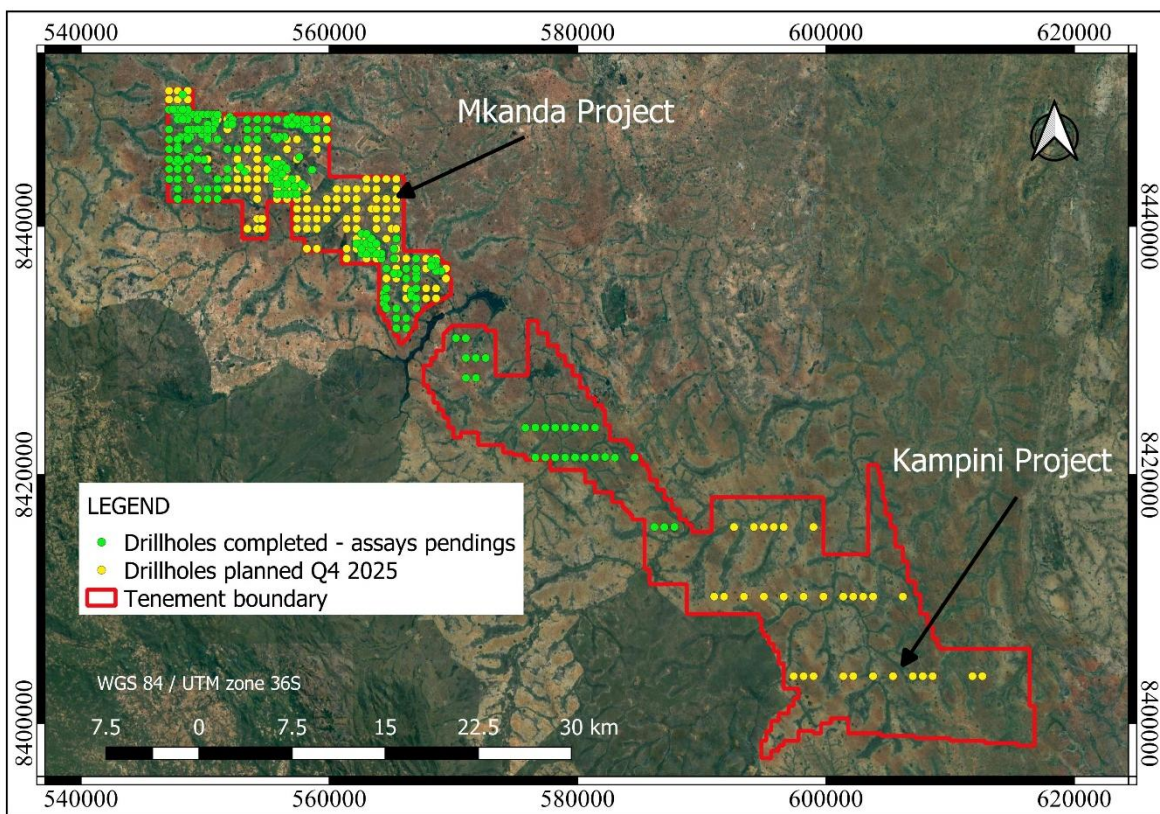 540000 560000 580000 600000 620000
Mkanda Project
8440000 8440000
8420000 8420000
Kampini Project
LEGEND
Drillholes completed - assays pendings
Drillholes planned Q4 2025
Tenement boundary
WGS 84 / UTM zone 36S
7.5 0 7.5 15 22.5 30 km
8400000 8400000
540000 560000 580000 600000 620000